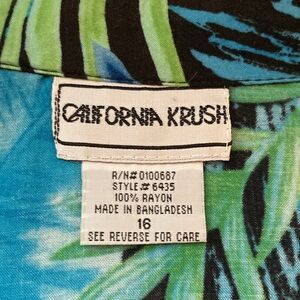 CALIFORNIA KRUSH
R/N# 0100687
STYLE # 6435
100% RAYON
MADE IN BANGLADESH
16
SEE REVERSE FOR CARE